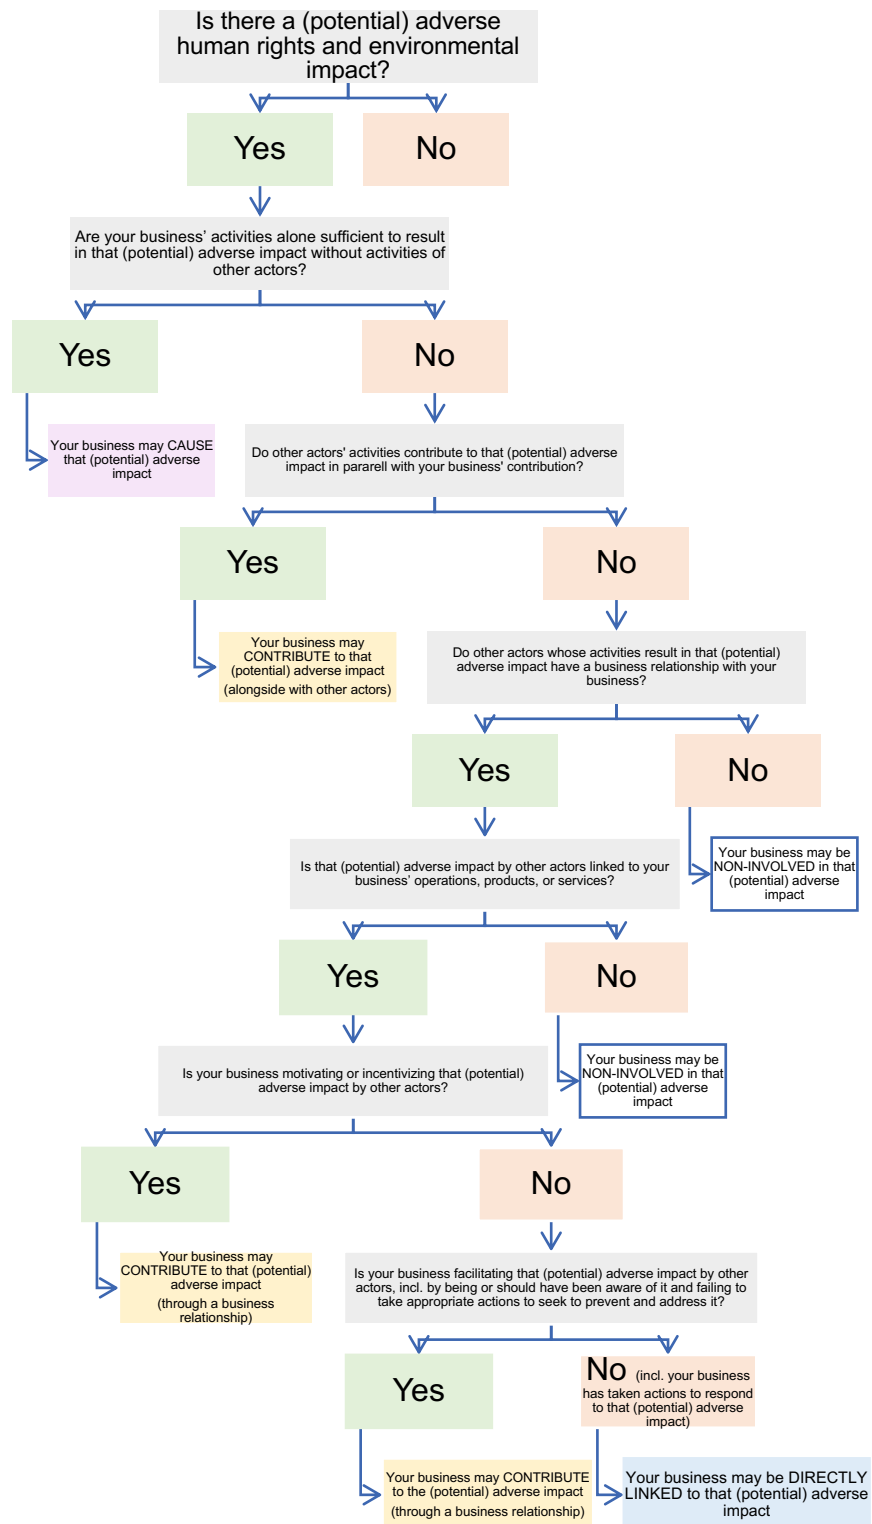 Is there a (potential) adverse
human rights and environmental
impact?
Yes
No
Are your business’ activities alone sufficient to result
in that (potential) adverse impact without activities of
other actors?
Yes
No
Your business may CAUSE
that (potential) adverse
impact
Do other actors' activities contribute to that (potential) adverse
impact in pararell with your business' contribution?
Yes
No
Your business may
CONTRIBUTE to that
(potential) adverse impact
(alongside with other actors)
Do other actors whose activities result in that (potential)
adverse impact have a business relationship with your
business?
Yes
No
Your business may be
NON-INVOLVED in that
(potential) adverse
impact
Is that (potential) adverse impact by other actors linked to your
business’ operations, products, or services?
Yes
No
Your business may be
NON-INVOLVED in that
(potential) adverse
impact
Is your business motivating or incentivizing that (potential)
adverse impact by other actors?
Yes
No
Your business may
CONTRIBUTE to that (potential)
adverse impact
(through a business
relationship)
Is your business facilitating that (potential) adverse impact by other
actors, incl. by being or should have been aware of it and failing to
take appropriate actions to seek to prevent and address it?
Yes
No (incl. your business
has taken actions to respond
to that (potential) adverse
impact)
Your business may CONTRIBUTE
to the (potential) adverse impact
(through a business relationship)
Your business may be DIRECTLY
LINKED to that (potential) adverse
impact